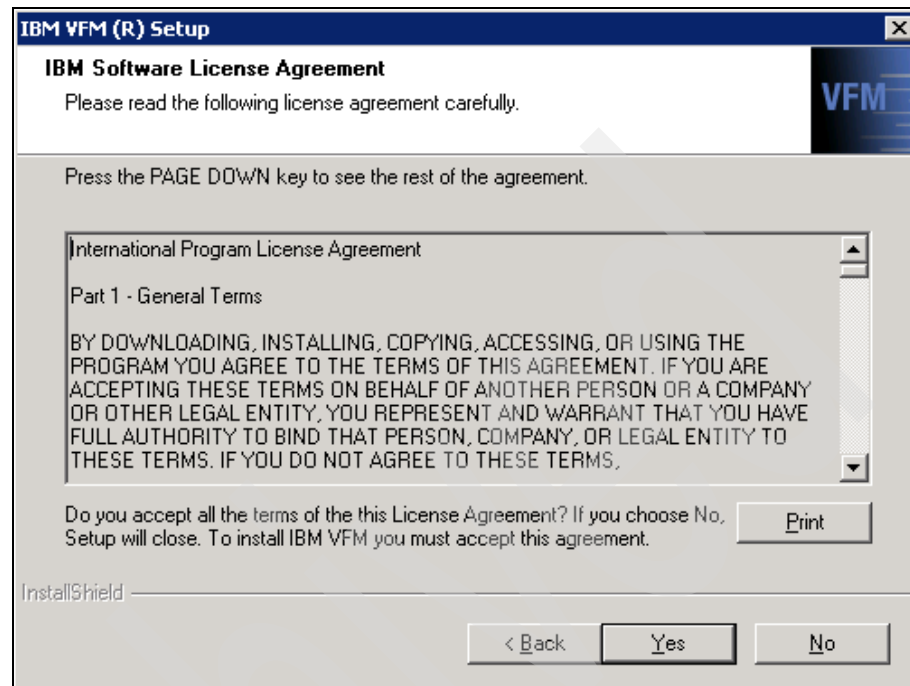 IBM VFM (R) Setup
IBM Software License Agreement
Please read the following license agreement carefully.
VFM
Press the PAGE DOWN key to see the rest of the agreement.
International Program License Agreement
Part 1 - General Terms
BY DOWNLOADING, INSTALLING, COPYING, ACCESSING, OR USING THE
PROGRAM YOU AGREE TO THE TERMS OF THIS AGREEMENT. IF YOU ARE
ACCEPTING THESE TERMS ON BEHALF OF ANOTHER PERSON OR A COMPANY
OR OTHER LEGAL ENTITY, YOU REPRESENT AND WARRANT THAT YOU HAVE
FULL AUTHORITY TO BIND THAT PERSON, COMPANY, OR LEGAL ENTITY TO
THESE TERMS. IF YOU DO NOT AGREE TO THESE TERMS,
Do you accept all the terms of the this License Agreement? If you choose No,
Setup will close. To install IBM VFM you must accept this agreement.
Print
InstallShield
< Back
Yes
No